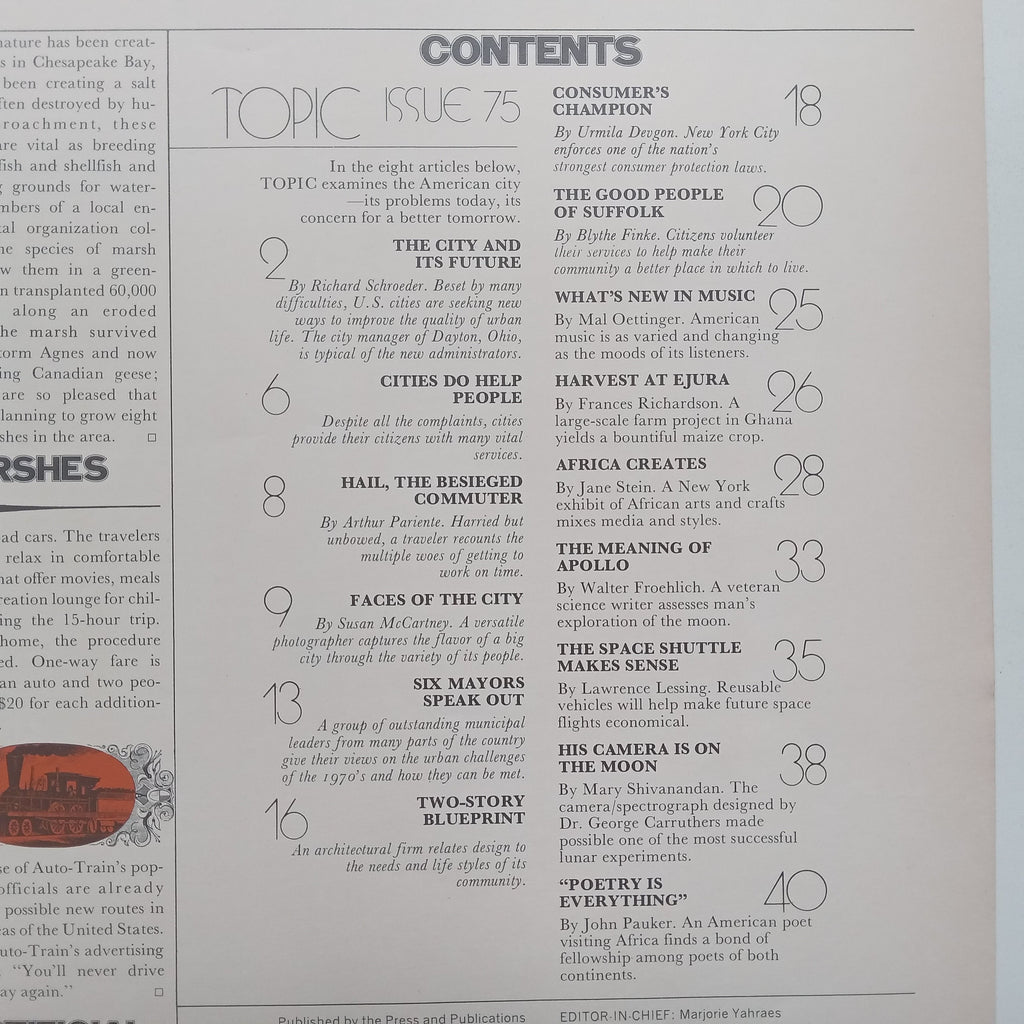 nature has been creat-
s in Chesapeake Bay,
been creating a salt
ften destroyed by hu-
roachment, these
are vital as breeding
fish and shellfish and
g grounds for water-
mbers of a local en-
tal organization col-
ne species of marsh
w them in a green-
n transplanted 60,000
along an eroded
he marsh survived
torm Agnes and now
ing Canadian geese;
are so pleased that
lanning to grow eight
shes in the area.
RSHES
ad cars. The travelers
relax in comfortable
hat offer movies, meals
reation lounge for chil-
ing the 15-hour trip.
home, the procedure
ed. One-way fare is
an auto and two peo-
$20 for each addition-
se of Auto-Train's pop-
officials are already
possible new routes in
as of the United States.
uto-Train's advertising
"You'll never drive
ay again."
CONTENTS
TOPIC ISSUE 75
In the eight articles below,
TOPIC examines the American city
—its problems today, its
concern for a better tomorrow.
2
THE CITY AND
ITS FUTURE
By Richard Schroeder. Beset by many
difficulties, U.S. cities are seeking new
ways to improve the quality of urban
life. The city manager of Dayton, Ohio,
is typical of the new administrators.
6
CITIES DO HELP
PEOPLE
Despite all the complaints, cities
provide their citizens with many vital
services.
8
HAIL, THE BESIEGED
COMMUTER
By Arthur Pariente. Harried but
unbowed, a traveler recounts the
multiple woes of getting to
work on time.
9
FACES OF THE CITY
By Susan McCartney. A versatile
photographer captures the flavor of a big
city through the variety of its people.
13
SIX MAYORS
SPEAK OUT
A group of outstanding municipal
leaders from many parts of the country
give their views on the urban challenges
of the 1970's and how they can be met.
16
TWO-STORY
BLUEPRINT
An architectural firm relates design to
the needs and life styles of its
community.
CONSUMER'S
CHAMPION
18
By Urmila Devgon. New York City
enforces one of the nation's
strongest consumer protection laws.
THE GOOD PEOPLE
OF SUFFOLK
20
By Blythe Finke. Citizens volunteer
their services to help make their
community a better place in which to live.
WHAT'S NEW IN MUSIC
25
By Mal Oettinger. American
music is as varied and changing
as the moods of its listeners.
HARVEST AT EJURA
26
By Frances Richardson. A
large-scale farm project in Ghana
yields a bountiful maize crop.
AFRICA CREATES
28
By Jane Stein. A New York
exhibit of African arts and crafts
mixes media and styles.
THE MEANING OF
APOLLO
33
By Walter Froehlich. A veteran
science writer assesses man's
exploration of the moon.
THE SPACE SHUTTLE
MAKES SENSE
35
By Lawrence Lessing. Reusable
vehicles will help make future space
flights economical.
HIS CAMERA IS ON
THE MOON
38
By Mary Shivanandan. The
camera/spectrograph designed by
Dr. George Carruthers made
possible one of the most successful
lunar experiments.
"POETRY IS
EVERYTHING"
40
By John Pauker. An American poet
visiting Africa finds a bond of
fellowship among poets of both
continents.
Published by the Press and Publications
EDITOR-IN-CHIEF: Marjorie Yahraes